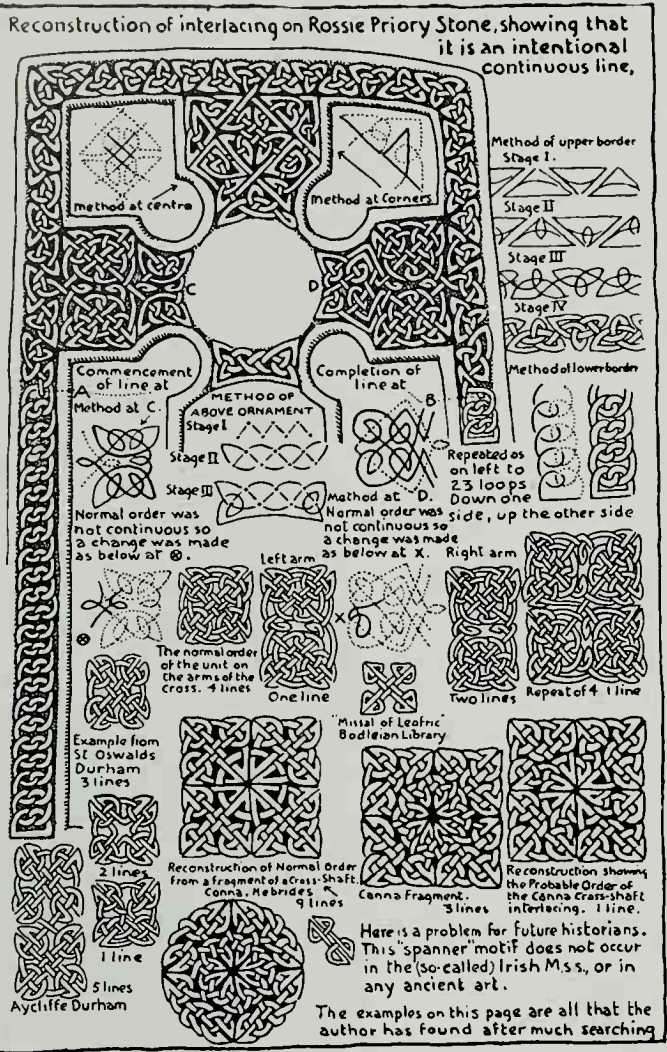 Reconstruction of interlacing on Rossie Priory Stone, showing that
it is an intentional
continuous line,
Method at centre
Method at Corners
Method of upper border
Stage I.
Stage II
Stage III
Stage IV
C
D
Commencement
of line at
A
Method at C.
METHOD OF
ABOVE ORNAMENT
Stage I
Stage II
Stage III
Completion of
line at
B
Method of lower border
Normal order was
not continuous so
a change was made
as below at ⊗.
Method at D.
Normal order was
not continuous so
a change was made
as below at x.
Repeated as
on left to
23 loops
Down one
side, up the other side
⊗
The normal order
of the unit on
the arms of the
cross. 4 lines
Left arm
One line
x
Right arm
Two lines
Repeat of 4 1 line
Example from
St Oswalds
Durham
3 lines
"Missal of Leofric"
Bodleian Library
2 lines
1 line
5 lines
Aycliffe Durham
Reconstruction of Normal Order
from a fragment of a Cross-Shaft.
Canna, Hebrides
9 lines
Canna Fragment.
3 lines
Reconstruction showing
the Probable Order of
the Canna Cross-shaft
interlacing. 1 line.
Here is a problem for future historians.
This "spanner" motif does not occur
in the (so-called) Irish M.s.s., or in
any ancient art.
The examples on this page are all that the
author has found after much searching